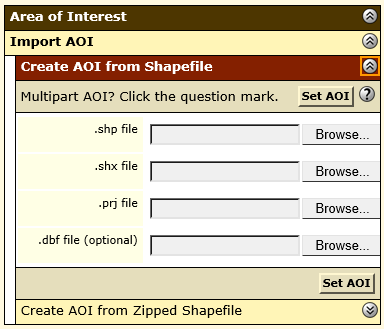 Area of Interest
Import AOI
Create AOI from Shapefile
Multipart AOI? Click the question mark. Set AOI ?
.shp file Browse...
.shx file Browse...
.prj file Browse...
.dbf file (optional) Browse...
Set AOI
Create AOI from Zipped Shapefile